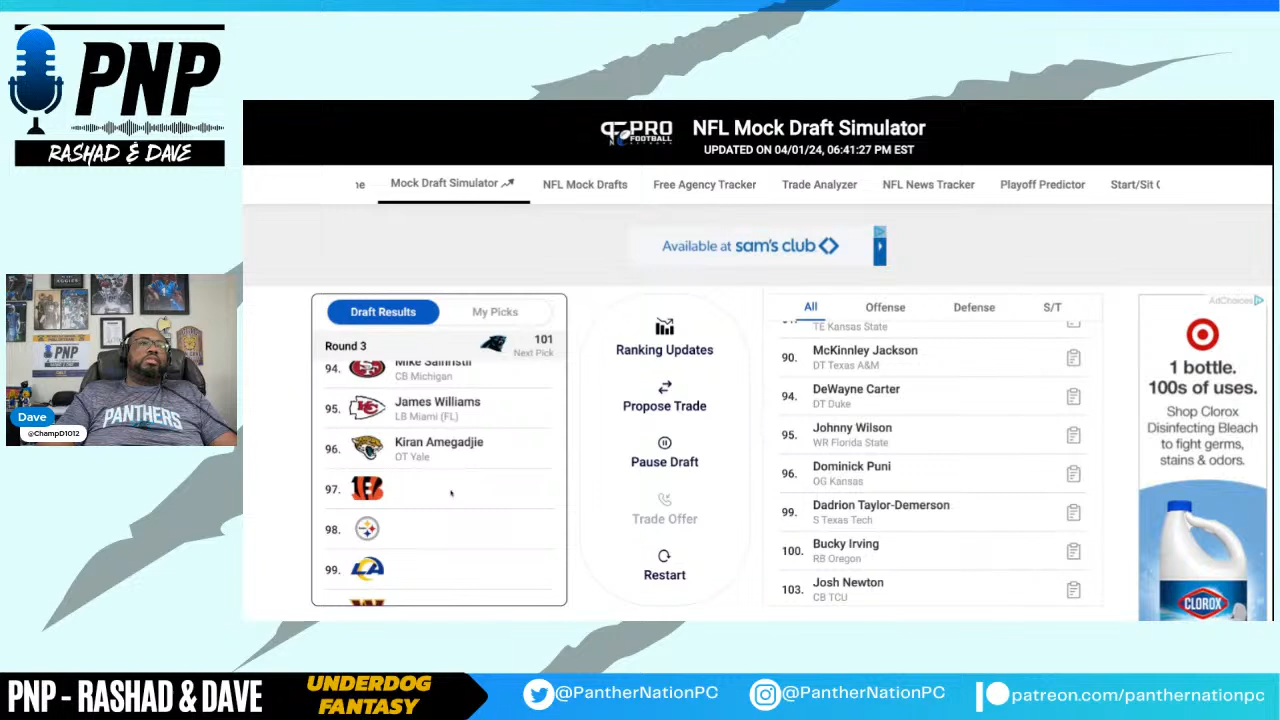 PNP
RASHAD & DAVE
PRO
FOOTBALL
NFL Mock Draft Simulator
UPDATED ON 04/01/24, 06:41:27 PM EST
Mock Draft Simulator
NFL Mock Drafts
Free Agency Tracker
Trade Analyzer
NFL News Tracker
Playoff Predictor
Start/Sit
Available at sam's club
Draft Results
My Picks
Round 3
101
Next Pick
94.
Mike Sainristil
CB Michigan
95.
James Williams
LB Miami (FL)
96.
Kiran Amegadjie
OT Yale
97.
98.
99.
Ranking Updates
Propose Trade
Pause Draft
Trade Offer
Restart
All
Offense
Defense
S/T
TE Kansas State
90.
McKinnley Jackson
DT Texas A&M
94.
DeWayne Carter
DT Duke
95.
Johnny Wilson
WR Florida State
96.
Dominick Puni
OG Kansas
99.
Dadrion Taylor-Demerson
S Texas Tech
100.
Bucky Irving
RB Oregon
103.
Josh Newton
CB TCU
AdChoices
1 bottle.
100s of uses.
Shop Clorox
Disinfecting Bleach
to fight germs,
stains & odors.
CLOROX
PANTHERS
Dave
@ChampD1012
PNP - RASHAD & DAVE
UNDERDOG
FANTASY
@PantherNationPC
@PantherNationPC
patreon.com/panthernationpc